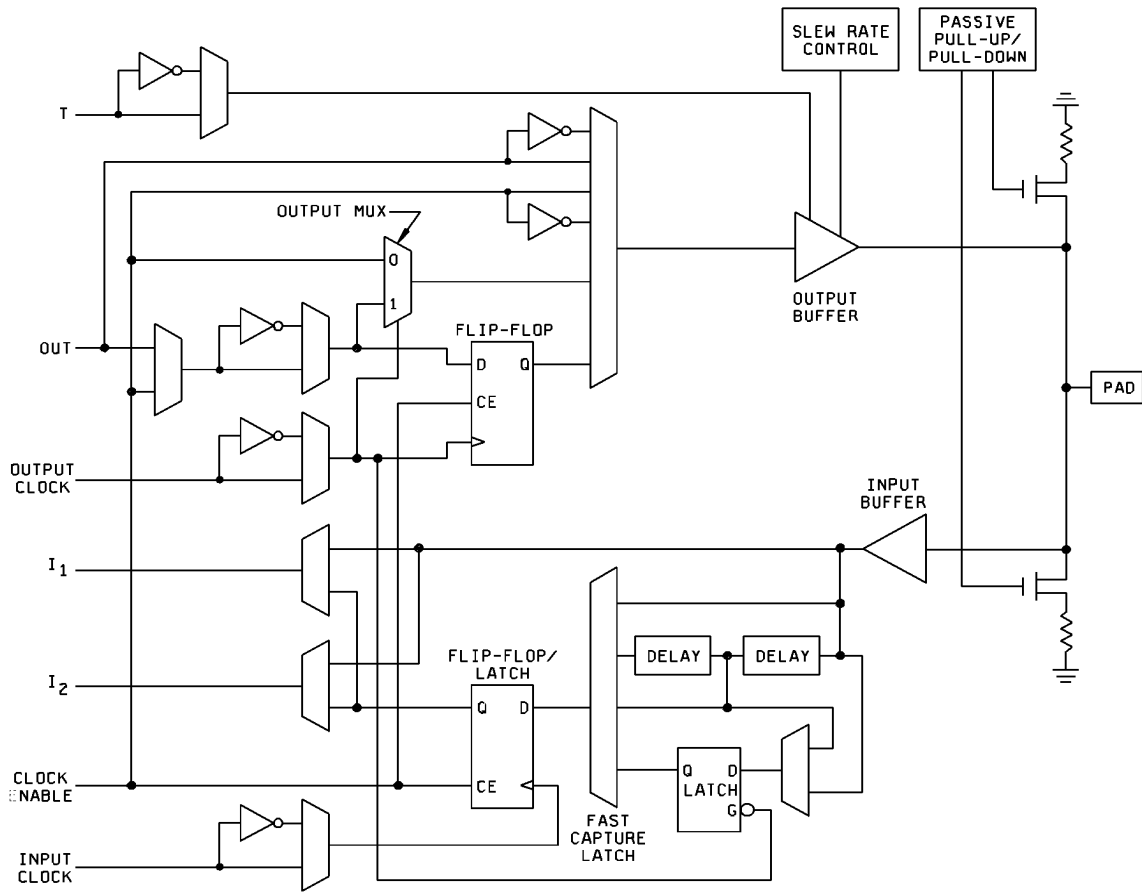 SLEW RATE
CONTROL
PASSIVE
PULL-UP/
PULL-DOWN
T
OUTPUT MUX
0
1
OUTPUT
BUFFER
FLIP-FLOP
OUT
D
Q
CE
PAD
OUTPUT
CLOCK
INPUT
BUFFER
I1
FLIP-FLOP/
LATCH
DELAY
DELAY
I2
Q
D
Q
D
LATCH
G
CLOCK
ENABLE
CE
FAST
CAPTURE
LATCH
INPUT
CLOCK